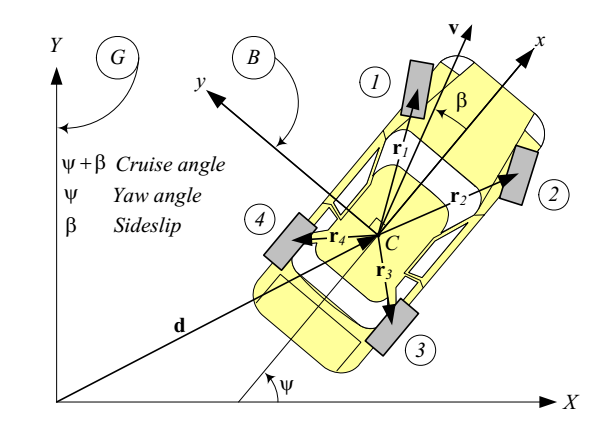 v
x
Y
G
B
1
y
β
r1
ψ+β Cruise angle
2
ψ Yaw angle
r2
4
β Sideslip
r4
C
r3
d
3
ψ
X